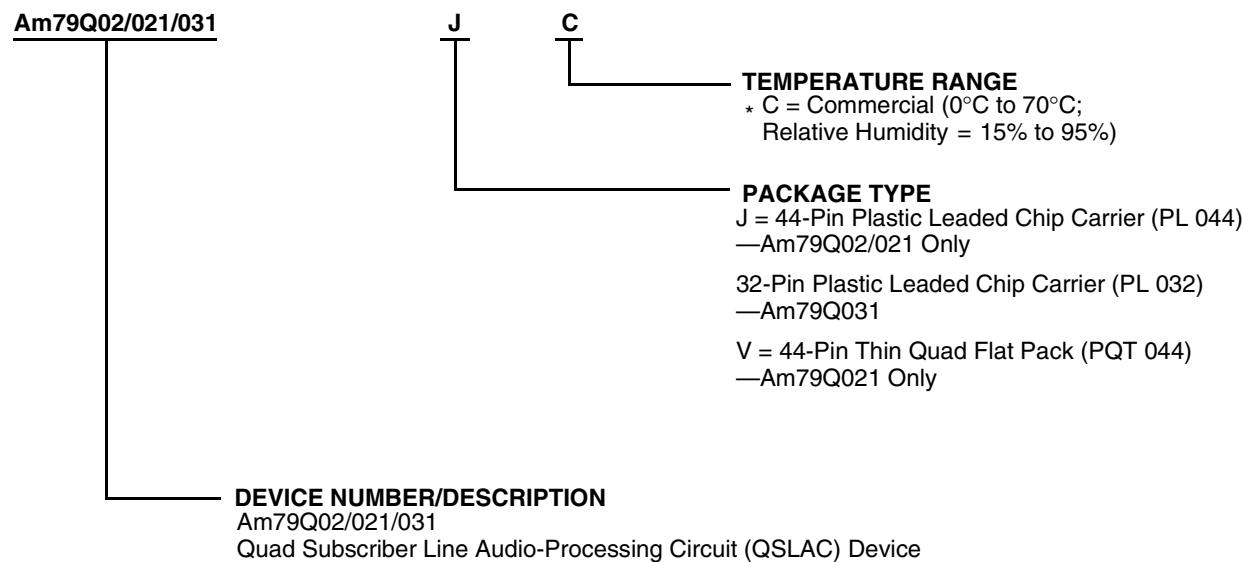 Am79Q02/021/031 J C
TEMPERATURE RANGE
* C = Commercial (0°C to 70°C;
Relative Humidity = 15% to 95%)
PACKAGE TYPE
J = 44-Pin Plastic Leaded Chip Carrier (PL 044)
—Am79Q02/021 Only
32-Pin Plastic Leaded Chip Carrier (PL 032)
—Am79Q031
V = 44-Pin Thin Quad Flat Pack (PQT 044)
—Am79Q021 Only
DEVICE NUMBER/DESCRIPTION
Am79Q02/021/031
Quad Subscriber Line Audio-Processing Circuit (QSLAC) Device